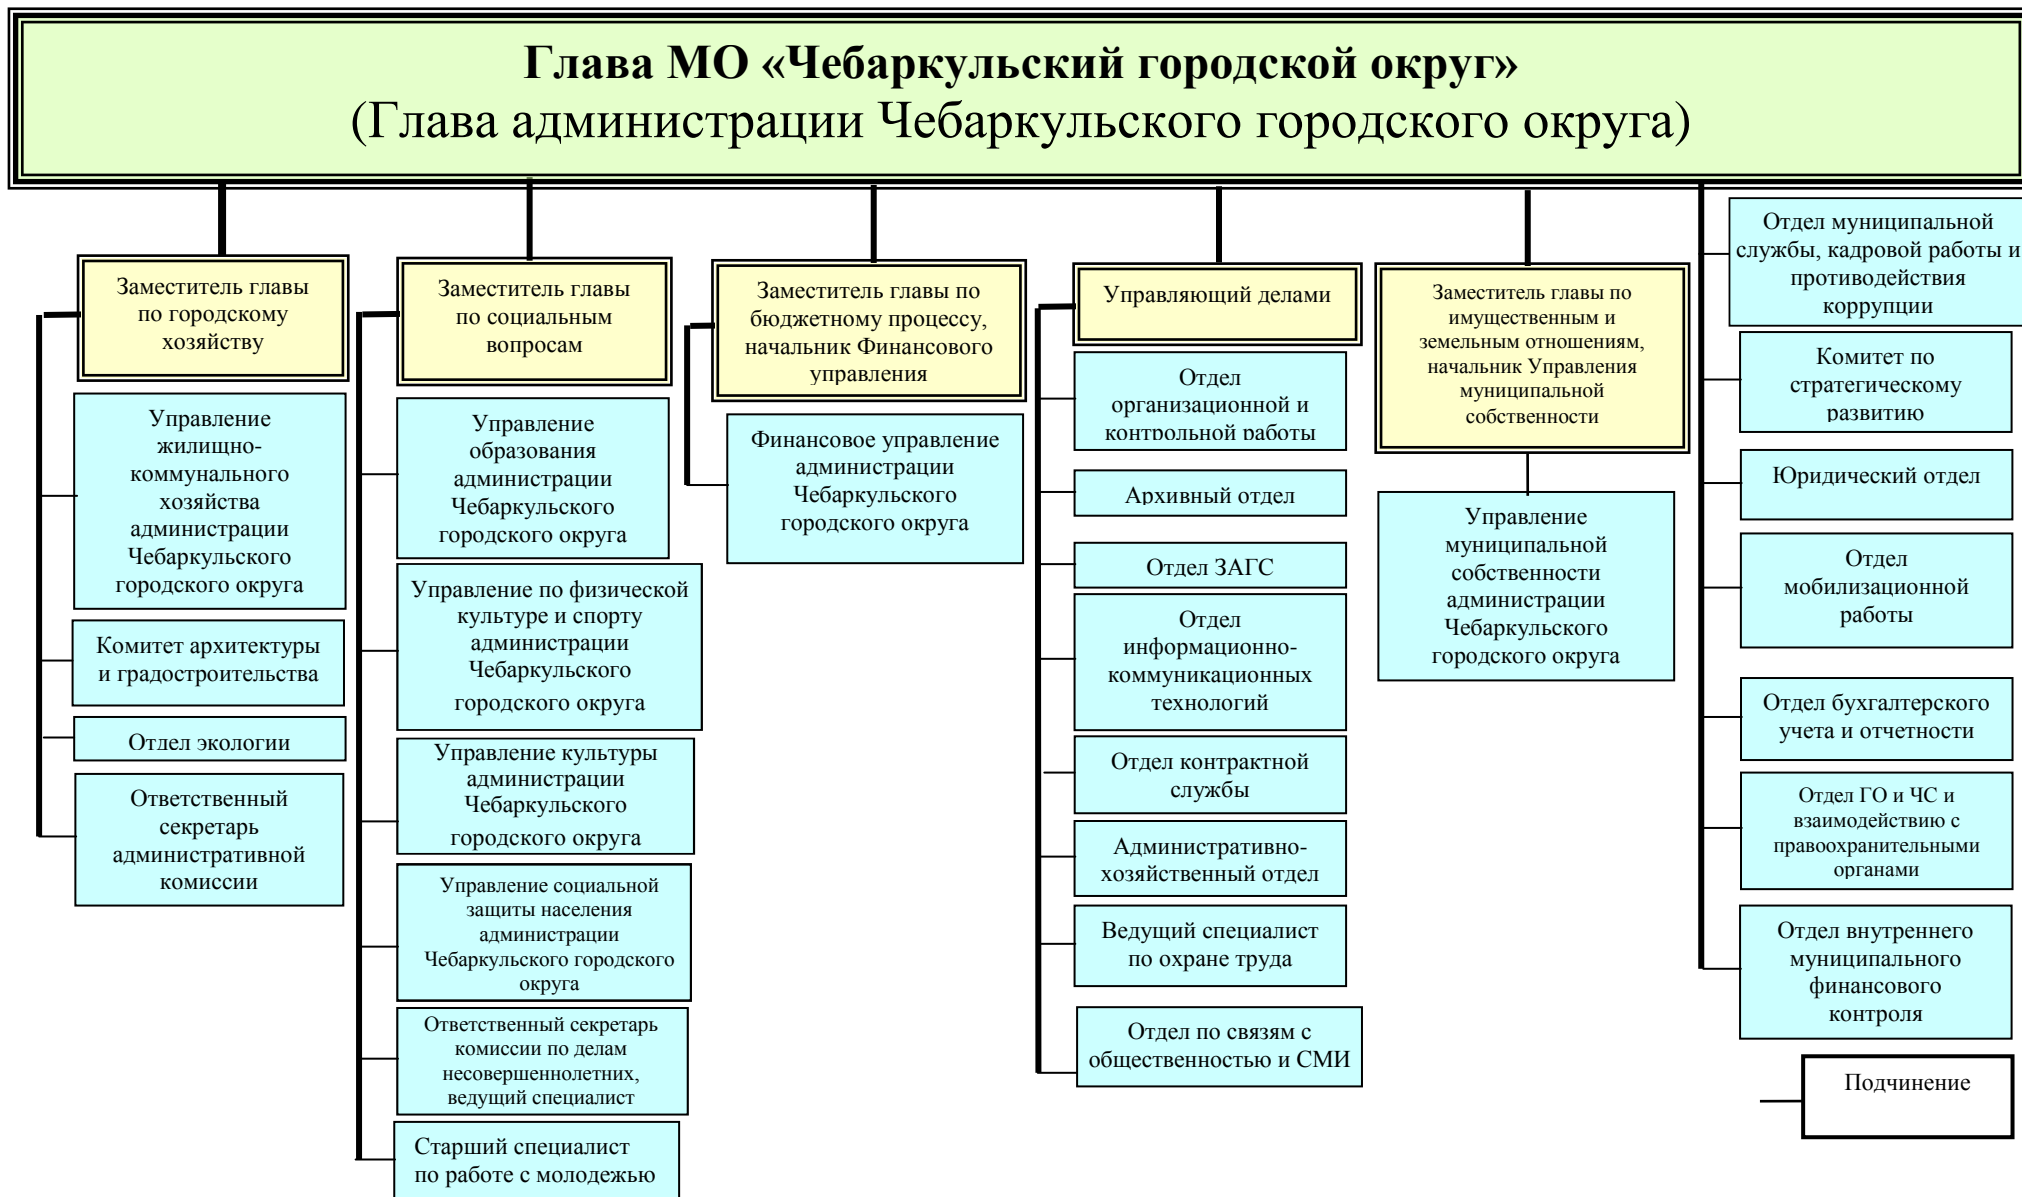 Глава МО «Чебаркульский городской округ»
(Глава администрации Чебаркульского городского округа)
Заместитель главы
по городскому
хозяйству
Управление
жилищно-
коммунального
хозяйства
администрации
Чебаркульского
городского округа
Комитет архитектуры
и градостроительства
Отдел экологии
Ответственный
секретарь
административной
комиссии
Заместитель главы
по социальным
вопросам
Управление
образования
администрации
Чебаркульского
городского округа
Управление по физической
культуре и спорту
администрации
Чебаркульского
городского округа
Управление культуры
администрации
Чебаркульского
городского округа
Управление социальной
защиты населения
администрации
Чебаркульского городского
округа
Ответственный секретарь
комиссии по делам
несовершеннолетних,
ведущий специалист
Старший специалист
по работе с молодежью
Заместитель главы по
бюджетному процессу,
начальник Финансового
управления
Финансовое управление
администрации
Чебаркульского
городского округа
Управляющий делами
Отдел
организационной и
контрольной работы
Архивный отдел
Отдел ЗАГС
Отдел
информационно-
коммуникационных
технологий
Отдел контрактной
службы
Административно-
хозяйственный отдел
Ведущий специалист
по охране труда
Отдел по связям с
общественностью и СМИ
Заместитель главы по
имущественным и
земельным отношениям,
начальник Управления
муниципальной
собственности
Управление
муниципальной
собственности
администрации
Чебаркульского
городского округа
Отдел муниципальной
службы, кадровой работы и
противодействия
коррупции
Комитет по
стратегическому
развитию
Юридический отдел
Отдел
мобилизационной
работы
Отдел бухгалтерского
учета и отчетности
Отдел ГО и ЧС и
взаимодействию с
правоохранительными
органами
Отдел внутреннего
муниципального
финансового
контроля
Подчинение